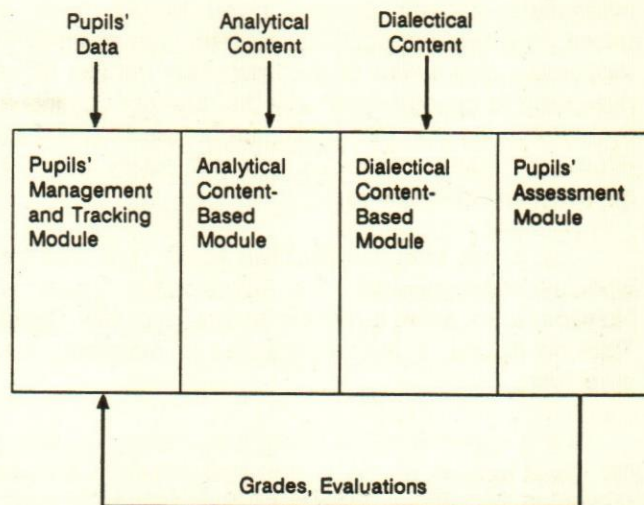 Pupils'
Data
Analytical
Content
Dialectical
Content
Pupils'
Management
and Tracking
Module
Analytical
Content-
Based
Module
Dialectical
Content-
Based
Module
Pupils'
Assessment
Module
Grades, Evaluations